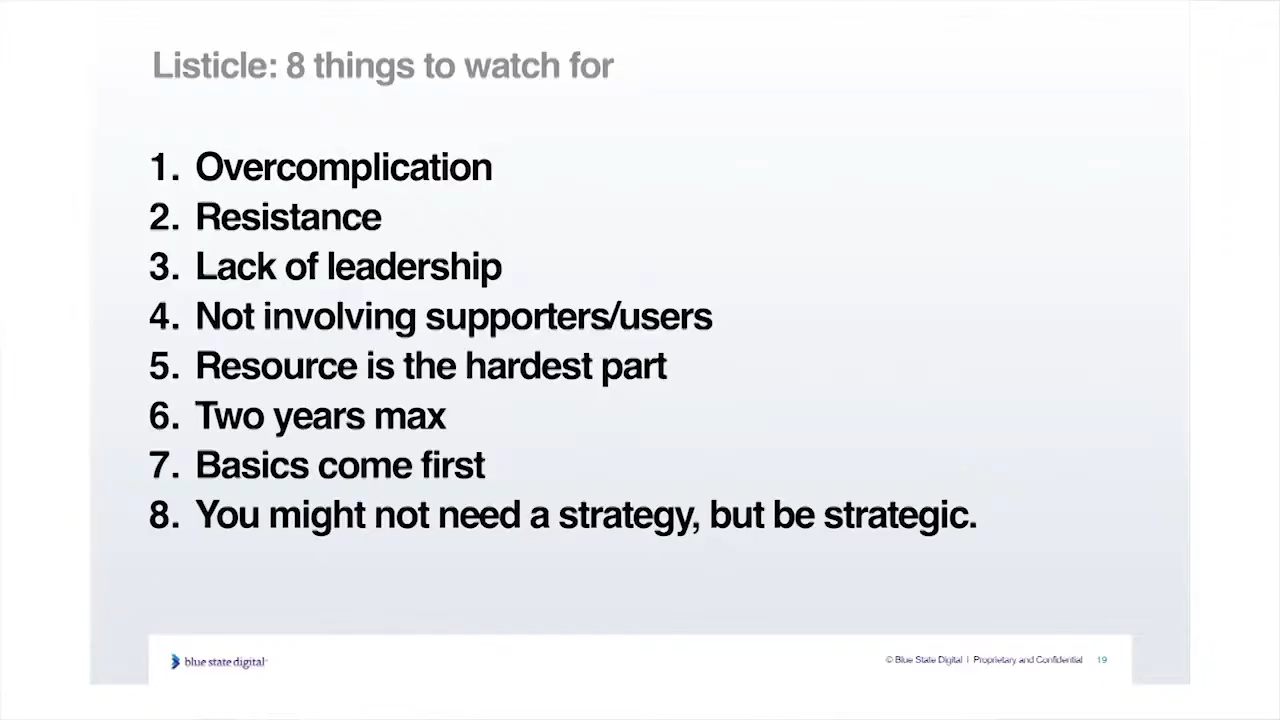 Listicle: 8 things to watch for
1. Overcomplication
2. Resistance
3. Lack of leadership
4. Not involving supporters/users
5. Resource is the hardest part
6. Two years max
7. Basics come first
8. You might not need a strategy, but be strategic.
blue state digital
© Blue State Digital | Proprietary and Confidential 19